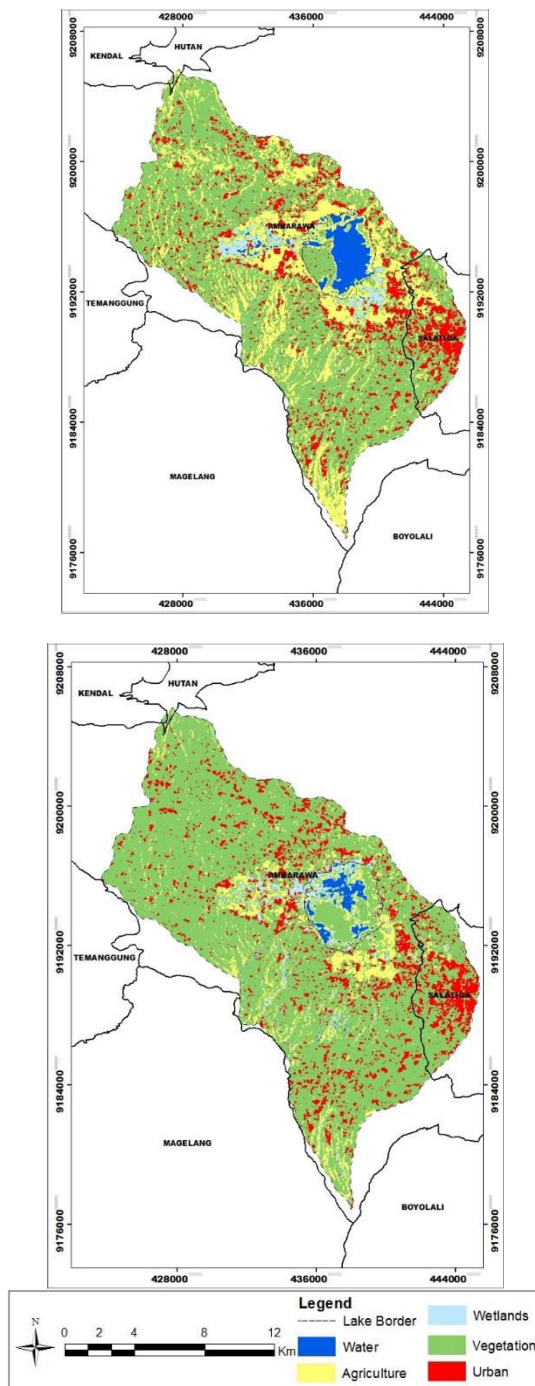 428000 436000 444000
9208000 9208000
HUTAN
KENDAL
9200000 9200000
AMBARAWA
9192000 9192000
TEMANGGUNG
SALATIGA
9184000 9184000
MAGELANG
BOYOLALI
9176000 9176000
428000 436000 444000
428000 436000 444000
9208000 9208000
HUTAN
KENDAL
9200000 9200000
AMBARAWA
9192000 9192000
TEMANGGUNG
SALATIGA
9184000 9184000
MAGELANG
BOYOLALI
9176000 9176000
428000 436000 444000
Legend
N
Lake Border
Wetlands
0 2 4 8 12
Km
Water
Vegetation
Agriculture
Urban